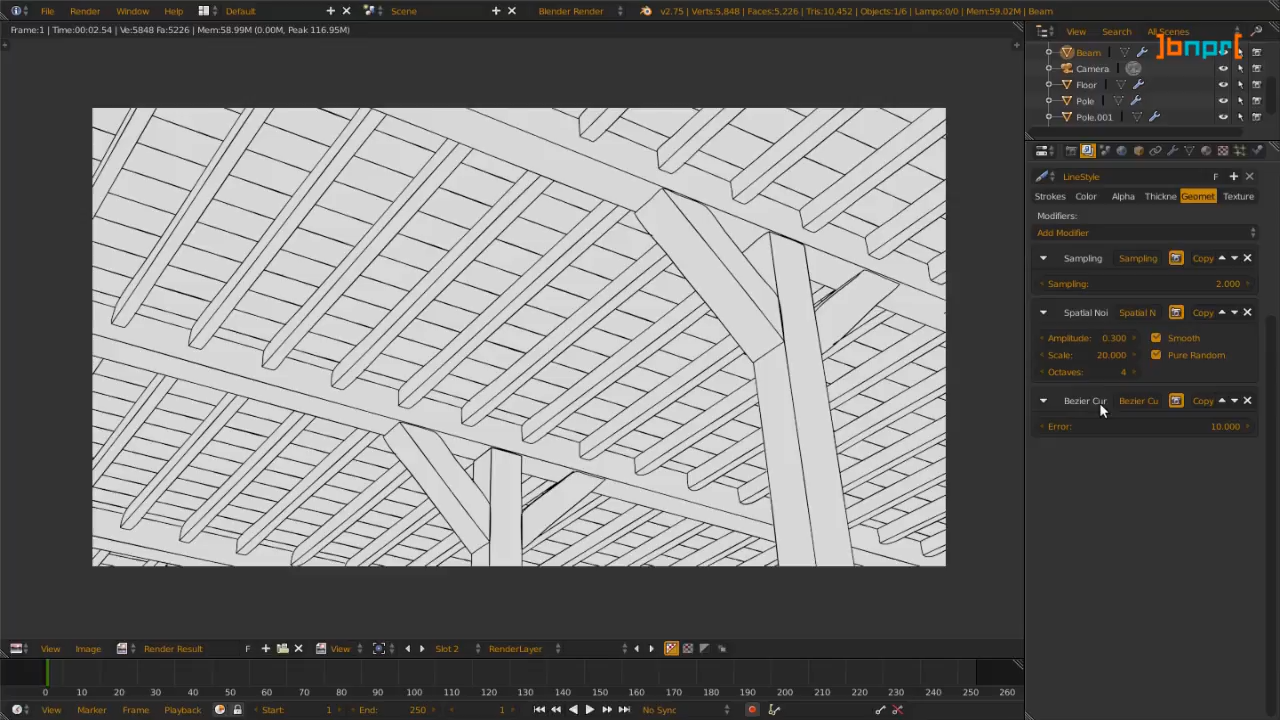 File Render Window Help Default Scene Blender Render v2.75 | Verts:5,848 | Faces:5,226 | Tris:10,452 | Objects:1/6 | Lamps:0/0 | Mem:59.02M | Beam
Frame:1 | Time:00:02.54 | Ve:5848 Fa:5226 | Mem:58.99M (0.00M, Peak 116.95M)
View Search All Scenes
]bnpr[
Beam
Camera
Floor
Pole
Pole.001
LineStyle F
Strokes Color Alpha Thickne Geomet Texture
Modifiers:
Add Modifier
Sampling Sampling Copy
Sampling: 2.000
Spatial Noi Spatial N Copy
Amplitude: 0.300 Smooth
Scale: 20.000 Pure Random
Octaves: 4
Bezier Cur Bezier Cu Copy
Error: 10.000
View Image Render Result F View Slot 2 RenderLayer
0 10 20 30 40 50 60 70 80 90 100 110 120 130 140 150 160 170 180 190 200 210 220 230 240 250 260
View Marker Frame Playback Start: 1 End: 250 1 No Sync